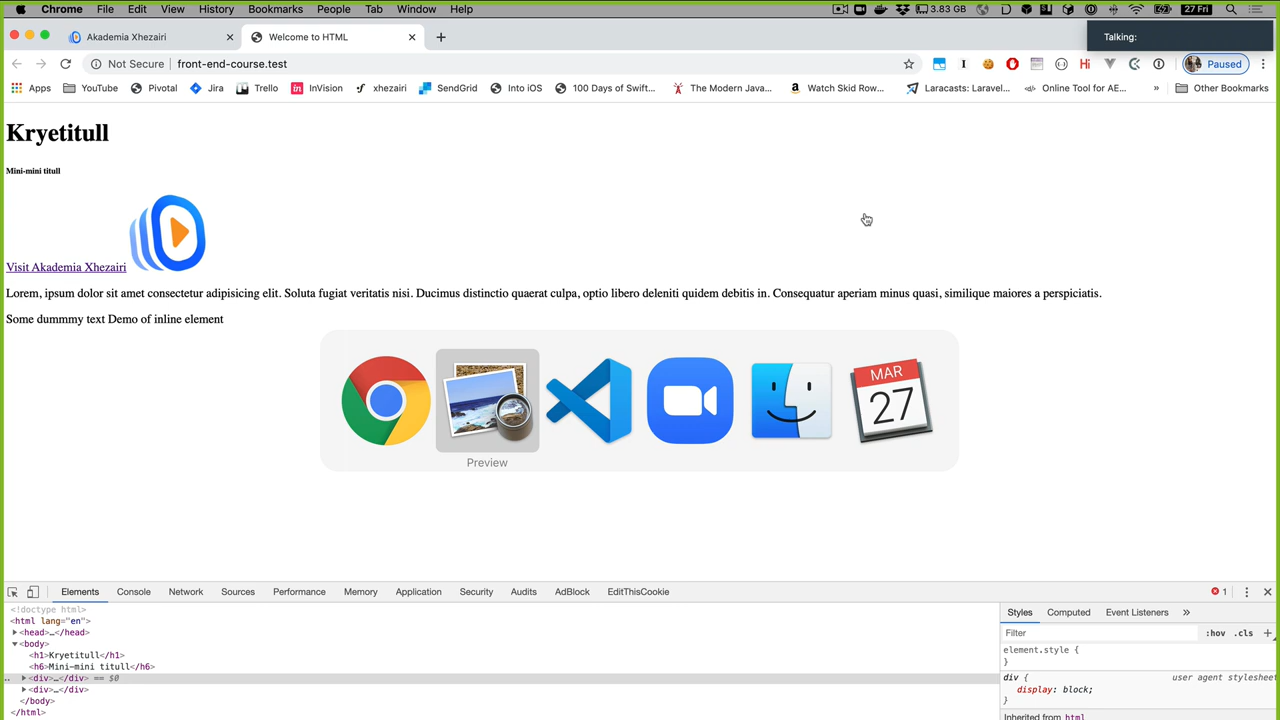 Chrome File Edit View History Bookmarks People Tab Window Help 3.83 GB 27 Fri
Akademia Xhezairi Welcome to HTML
Talking:
Not Secure front-end-course.test Hi Paused
Apps YouTube Pivotal Jira Trello in InVision xhezairi SendGrid Into iOS 100 Days of Swift... The Modern Java... Watch Skid Row... Laracasts: Laravel... Online Tool for AE... » Other Bookmarks
Kryetitull
Mini-mini titull
Visit Akademia Xhezairi
Lorem, ipsum dolor sit amet consectetur adipisicing elit. Soluta fugiat veritatis nisi. Ducimus distinctio quaerat culpa, optio libero deleniti quidem debitis in. Consequatur aperiam minus quasi, similique maiores a perspiciatis.
Some dummmy text Demo of inline element
MAR
27
Preview
Elements Console Network Sources Performance Memory Application Security Audits AdBlock EditThisCookie 1
<!doctype html>
<html lang="en">
<head>…</head>
<body>
<h1>Kryetitull</h1>
<h6>Mini-mini titull</h6>
<div>…</div> == $0
<div>…</div>
</body>
</html>
Styles Computed Event Listeners »
Filter :hov .cls +
element.style {
}
div { user agent stylesheet
display: block;
}
Inherited from html